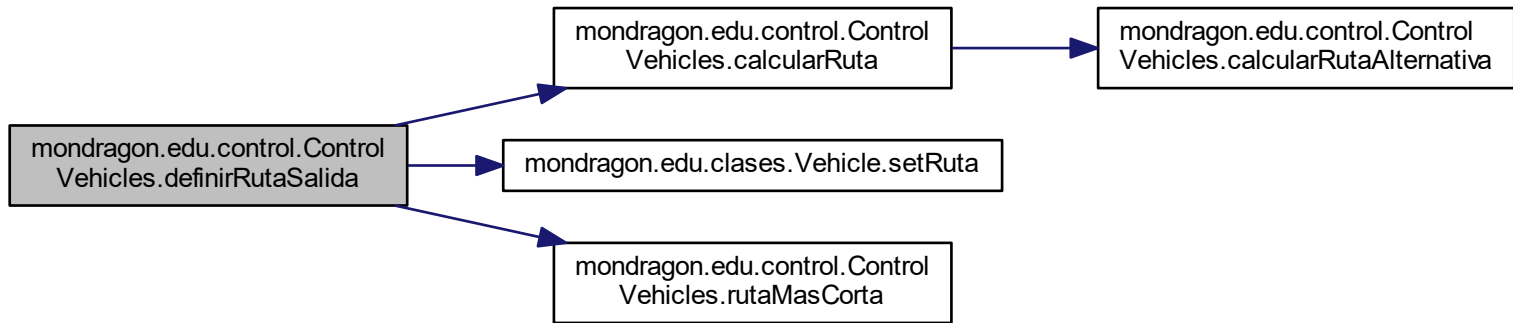 mondragon.edu.control.Control
Vehicles.definirRutaSalida
mondragon.edu.control.Control
Vehicles.calcularRuta
mondragon.edu.control.Control
Vehicles.calcularRutaAlternativa
mondragon.edu.clases.Vehicle.setRuta
mondragon.edu.control.Control
Vehicles.rutaMasCorta